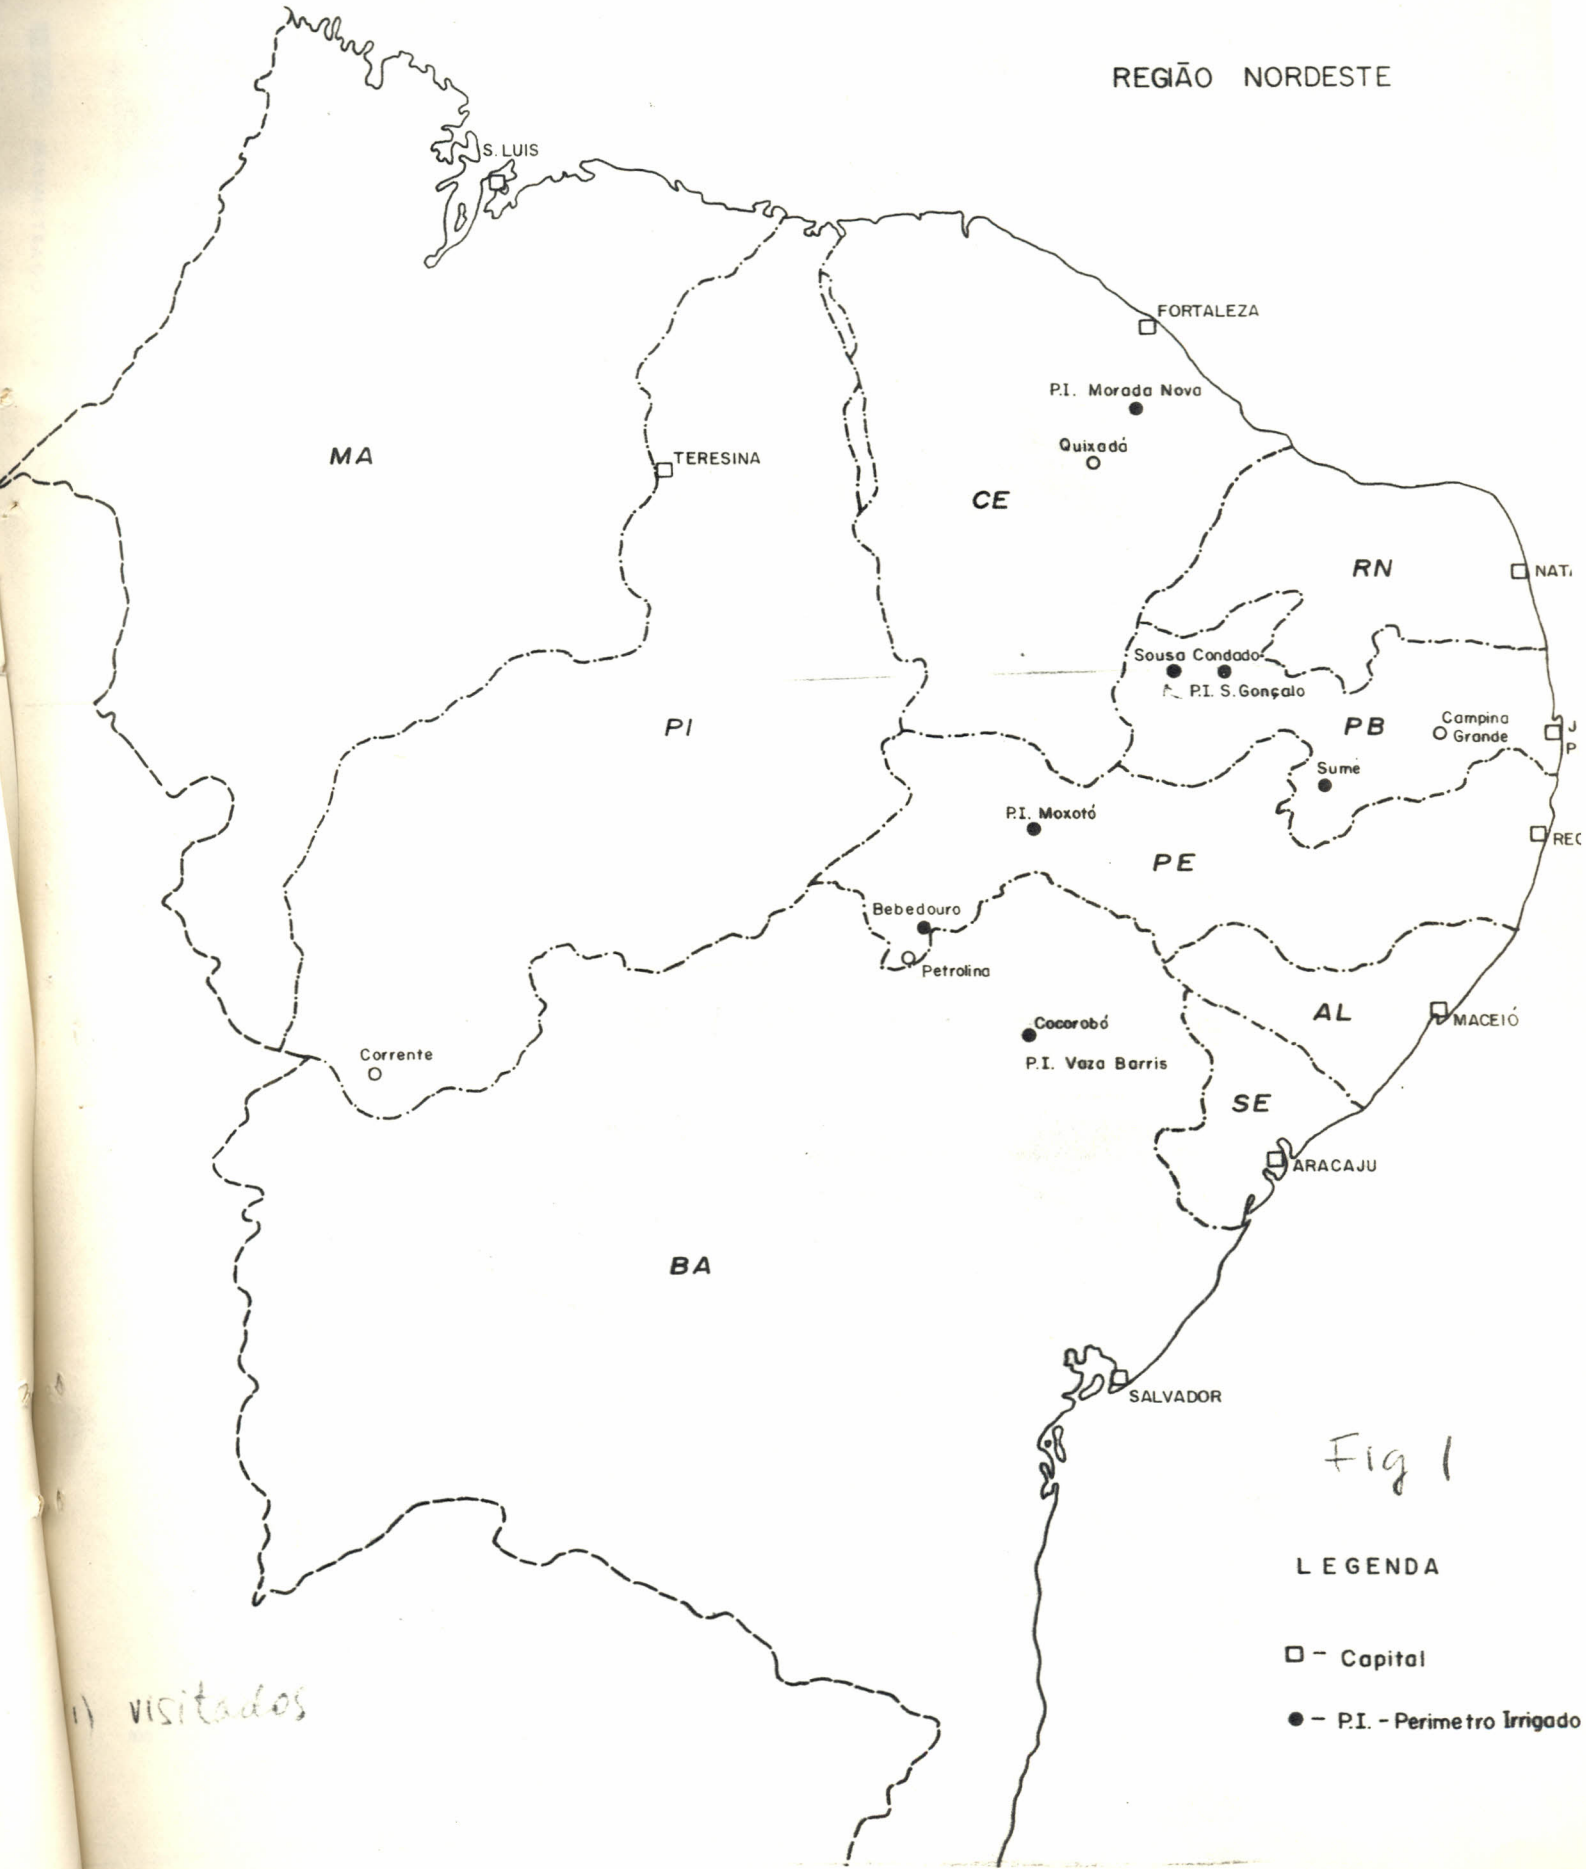 REGIÃO NORDESTE
S. LUIS
FORTALEZA
P.I. Morada Nova
Quixadá
MA
TERESINA
CE
RN
Sousa Condado
P.I. S. Gonçalo
PI
PB
Campina
Grande
Sumé
P.I. Moxotó
PE
Bebedouro
Petrolina
Cocorobó
P.I. Vaza Barris
AL
MACEIÓ
Corrente
SE
ARACAJU
BA
SALVADOR
Fig 1
LEGENDA
- Capital
- P.I. - Perimetro Irrigado
1) visitados